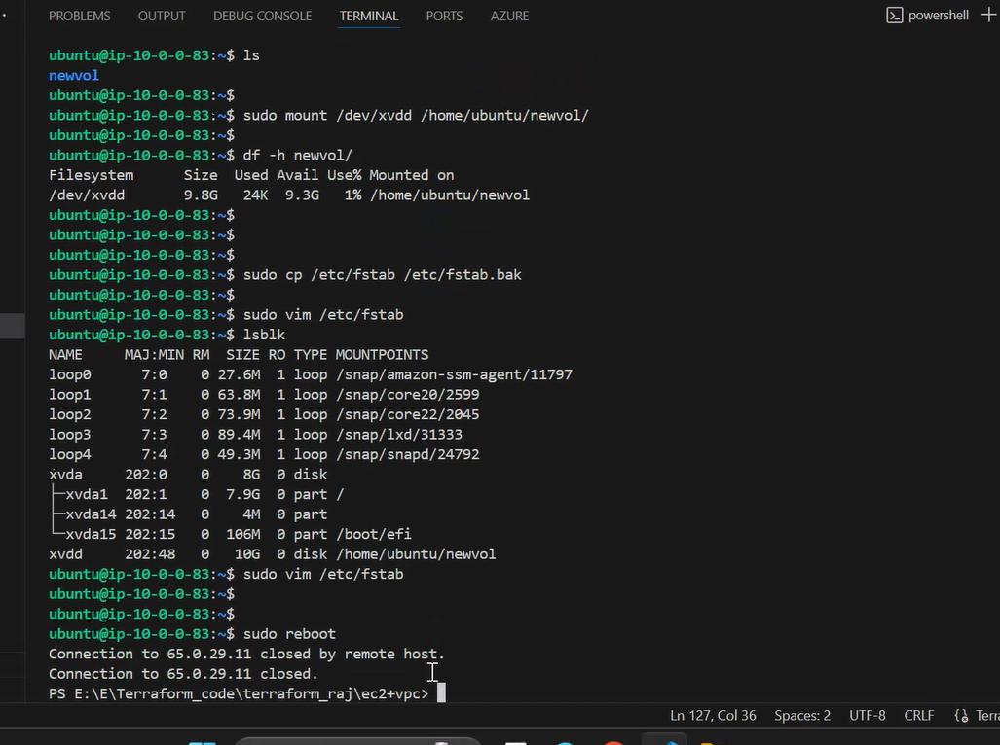 PROBLEMS OUTPUT DEBUG CONSOLE TERMINAL PORTS AZURE powershell
ubuntu@ip-10-0-0-83:~$ ls
newvol
ubuntu@ip-10-0-0-83:~$
ubuntu@ip-10-0-0-83:~$ sudo mount /dev/xvdd /home/ubuntu/newvol/
ubuntu@ip-10-0-0-83:~$
ubuntu@ip-10-0-0-83:~$ df -h newvol/
Filesystem      Size  Used Avail Use% Mounted on
/dev/xvdd       9.8G   24K  9.3G   1% /home/ubuntu/newvol
ubuntu@ip-10-0-0-83:~$
ubuntu@ip-10-0-0-83:~$
ubuntu@ip-10-0-0-83:~$
ubuntu@ip-10-0-0-83:~$ sudo cp /etc/fstab /etc/fstab.bak
ubuntu@ip-10-0-0-83:~$
ubuntu@ip-10-0-0-83:~$ sudo vim /etc/fstab
ubuntu@ip-10-0-0-83:~$ lsblk
NAME     MAJ:MIN RM  SIZE RO TYPE MOUNTPOINTS
loop0      7:0    0 27.6M  1 loop /snap/amazon-ssm-agent/11797
loop1      7:1    0 63.8M  1 loop /snap/core20/2599
loop2      7:2    0 73.9M  1 loop /snap/core22/2045
loop3      7:3    0 89.4M  1 loop /snap/lxd/31333
loop4      7:4    0 49.3M  1 loop /snap/snapd/24792
xvda     202:0    0    8G  0 disk
├─xvda1  202:1    0  7.9G  0 part /
├─xvda14 202:14   0    4M  0 part
└─xvda15 202:15   0  106M  0 part /boot/efi
xvdd     202:48   0   10G  0 disk /home/ubuntu/newvol
ubuntu@ip-10-0-0-83:~$ sudo vim /etc/fstab
ubuntu@ip-10-0-0-83:~$
ubuntu@ip-10-0-0-83:~$
ubuntu@ip-10-0-0-83:~$ sudo reboot
Connection to 65.0.29.11 closed by remote host.
Connection to 65.0.29.11 closed.
PS E:\E\Terraform_code\terraform_raj\ec2+vpc>
Ln 127, Col 36 Spaces: 2 UTF-8 CRLF Terra